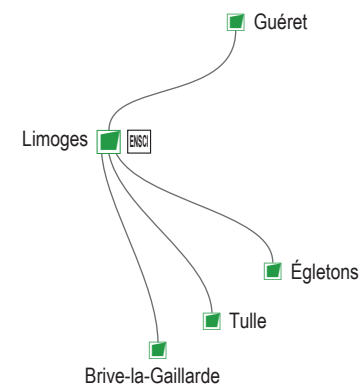 Guéret
Limoges ENSCI
Égletons
Tulle
Brive-la-Gaillarde